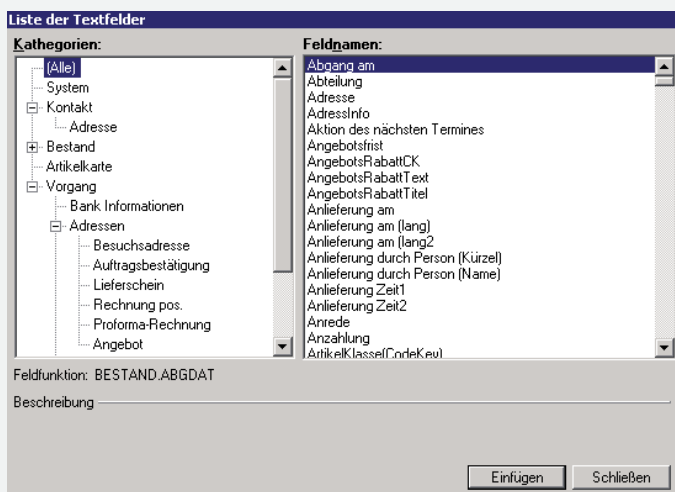 Liste der Textfelder
Kathegorien:
(Alle)
System
Kontakt
Adresse
Bestand
Artikelkarte
Vorgang
Bank Informationen
Adressen
Besuchsadresse
Auftragsbestätigung
Lieferschein
Rechnung pos.
Proforma-Rechnung
Angebot
Feldnamen:
Abgang am
Abteilung
Adresse
AdressInfo
Aktion des nächsten Termines
Angebotsfrist
AngebotsRabattCK
AngebotsRabattText
AngebotsRabattTitel
Anlieferung am
Anlieferung am (lang)
Anlieferung am (lang2
Anlieferung durch Person (Kürzel)
Anlieferung durch Person (Name)
Anlieferung Zeit1
Anlieferung Zeit2
Anrede
Anzahlung
ArtikelKlasse(CodeKey)
Feldfunktion: BESTAND.ABGDAT
Beschreibung
Einfügen
Schließen